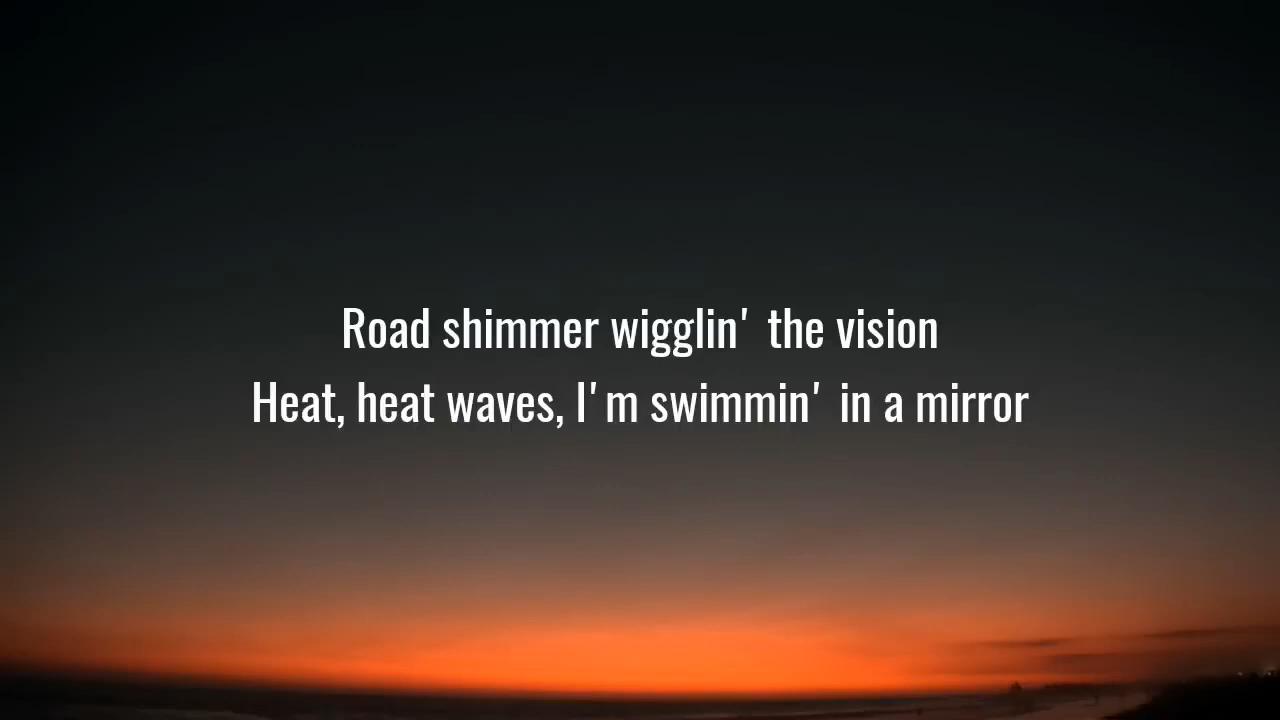 Road shimmer wigglin' the vision
Heat, heat waves, I'm swimmin' in a mirror